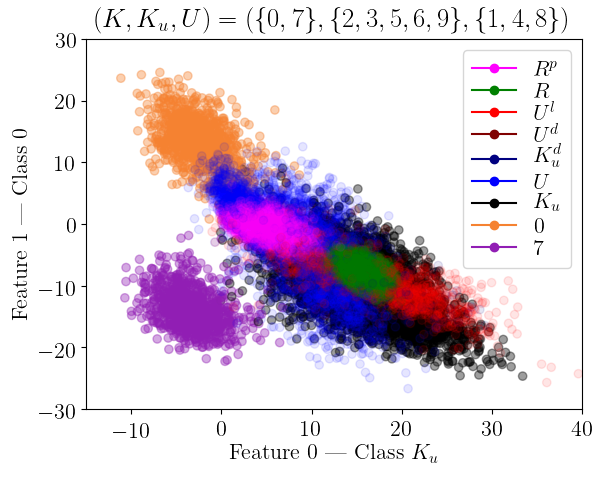 (K, K_u, U) = ({0, 7}, {2, 3, 5, 6, 9}, {1, 4, 8})
30
20
10
0
−10
−20
−30
Feature 1 — Class 0
R^p
R
U^l
U^d
K_u^d
U
K_u
0
7
−10
0
10
20
30
40
Feature 0 — Class K_u